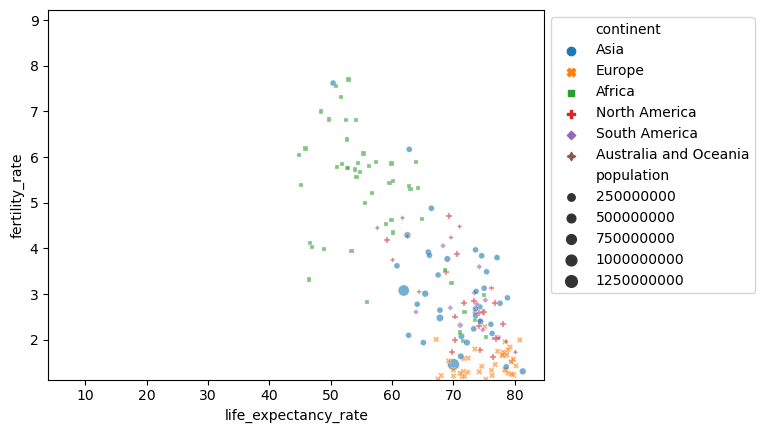 9
8
7
6
5
4
3
2
fertility_rate
10 20 30 40 50 60 70 80
life_expectancy_rate
continent
Asia
Europe
Africa
North America
South America
Australia and Oceania
population
250000000
500000000
750000000
1000000000
1250000000